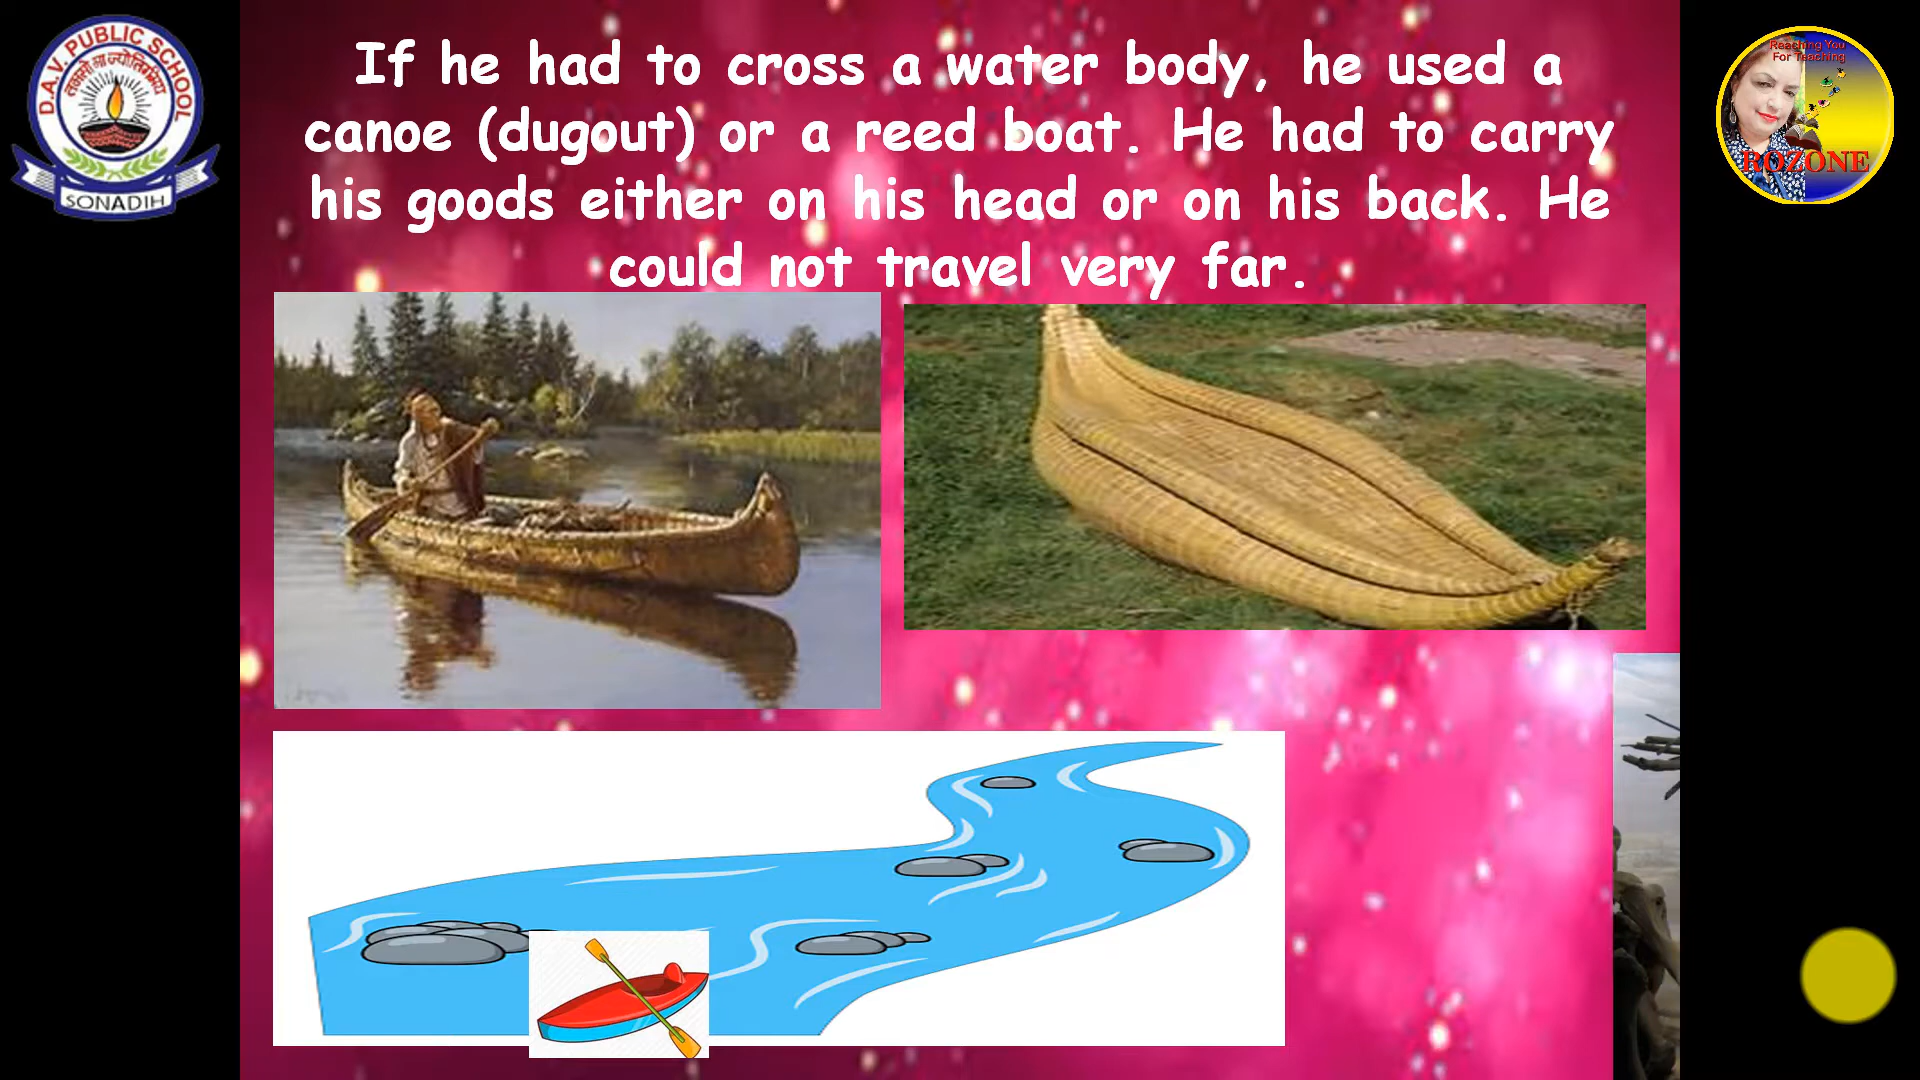 D.A.V. PUBLIC SCHOOL
तमसो मा ज्योतिर्गमय
SONADIH
If he had to cross a water body, he used a
canoe (dugout) or a reed boat. He had to carry
his goods either on his head or on his back. He
could not travel very far.
Reaching You
For Teaching
ROZONE